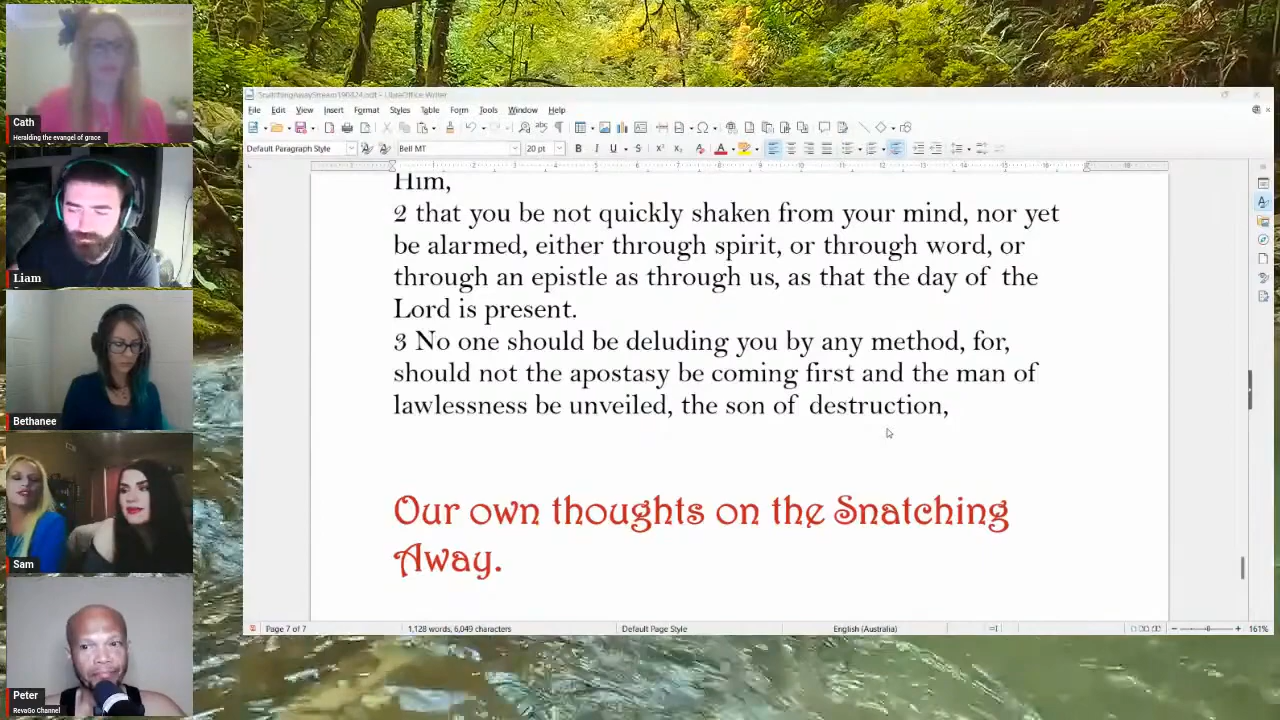 Cath
Heralding the evangel of grace
Liam
Bethanee
Sam
Peter
RevaGo Channel
LibreOffice Writer
File Edit View Insert Format Styles Table Form Tools Window Help
Default Paragraph Style Bell MT 20 pt
Him,
2 that you be not quickly shaken from your mind, nor yet
be alarmed, either through spirit, or through word, or
through an epistle as through us, as that the day of the
Lord is present.
3 No one should be deluding you by any method, for,
should not the apostasy be coming first and the man of
lawlessness be unveiled, the son of destruction,
Our own thoughts on the Snatching
Away.
Page 7 of 7 1,128 words, 6,049 characters Default Page Style English (Australia) 161%